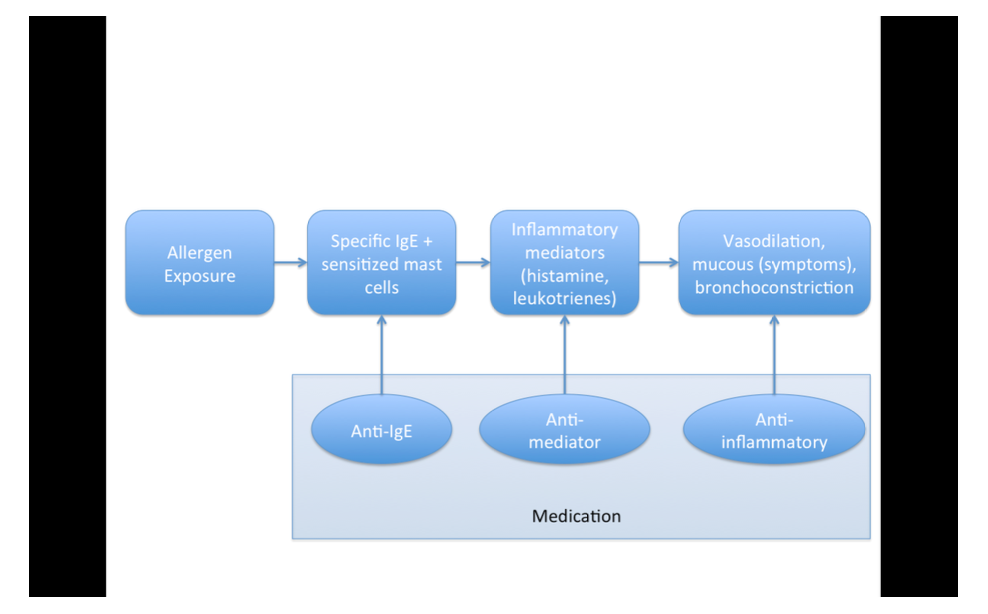 Allergen
Exposure
Specific IgE +
sensitized mast
cells
Inflammatory
mediators
(histamine,
leukotrienes)
Vasodilation,
mucous (symptoms),
bronchoconstriction
Anti-IgE
Anti-
mediator
Anti-
inflammatory
Medication